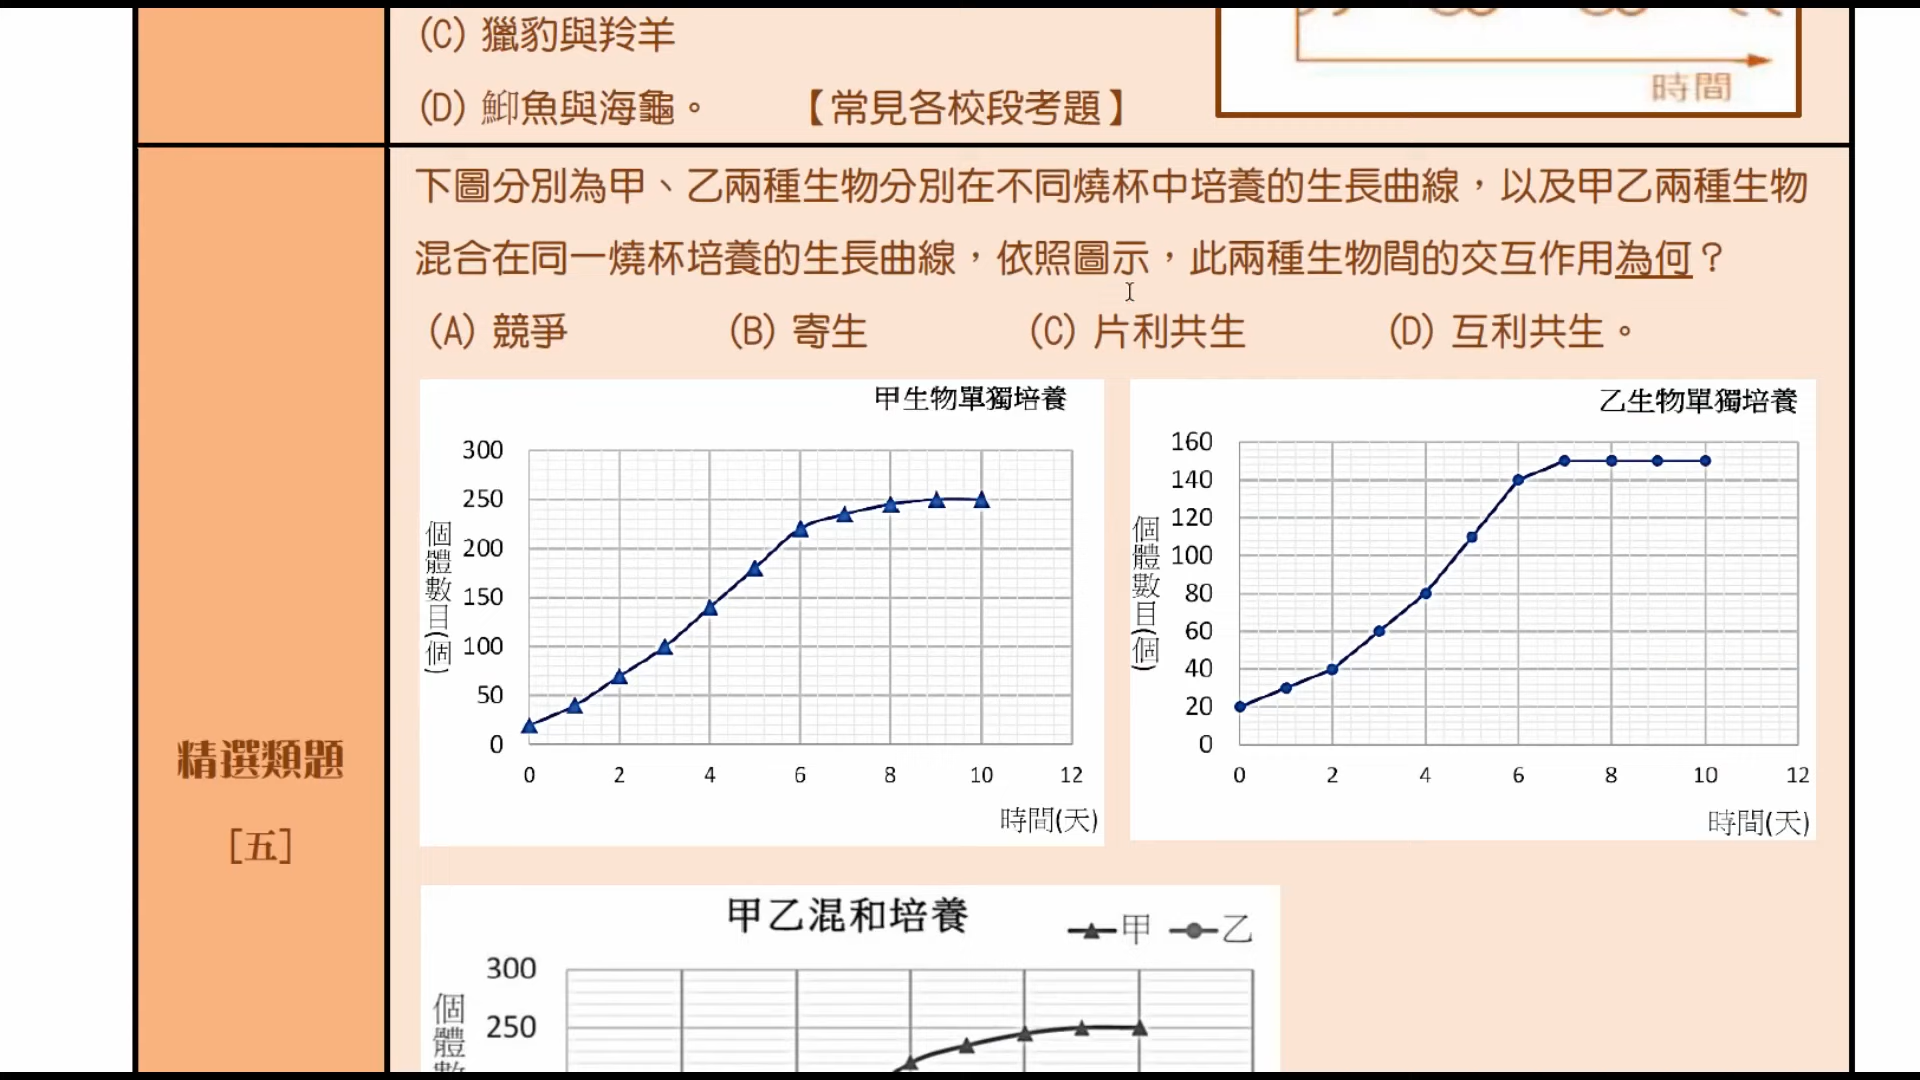 (C) 獵豹與羚羊
(D) 鮣魚與海龜。 【常見各校段考題】
時間
下圖分別為甲、乙兩種生物分別在不同燒杯中培養的生長曲線，以及甲乙兩種生物
混合在同一燒杯培養的生長曲線，依照圖示，此兩種生物間的交互作用為何？
(A) 競爭 (B) 寄生 (C) 片利共生 (D) 互利共生。
精選類題
［五］
甲生物單獨培養
300
250
200
150
100
50
0
個體數目(個)
0 2 4 6 8 10 12
時間(天)
乙生物單獨培養
160
140
120
100
80
60
40
20
0
個體數目(個)
0 2 4 6 8 10 12
時間(天)
甲乙混和培養
甲 乙
300
250
個體